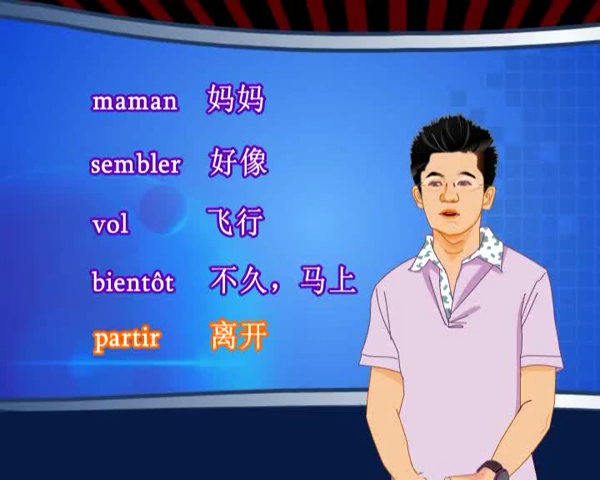 maman 妈妈
sembler 好像
vol 飞行
bientôt 不久，马上
partir 离开